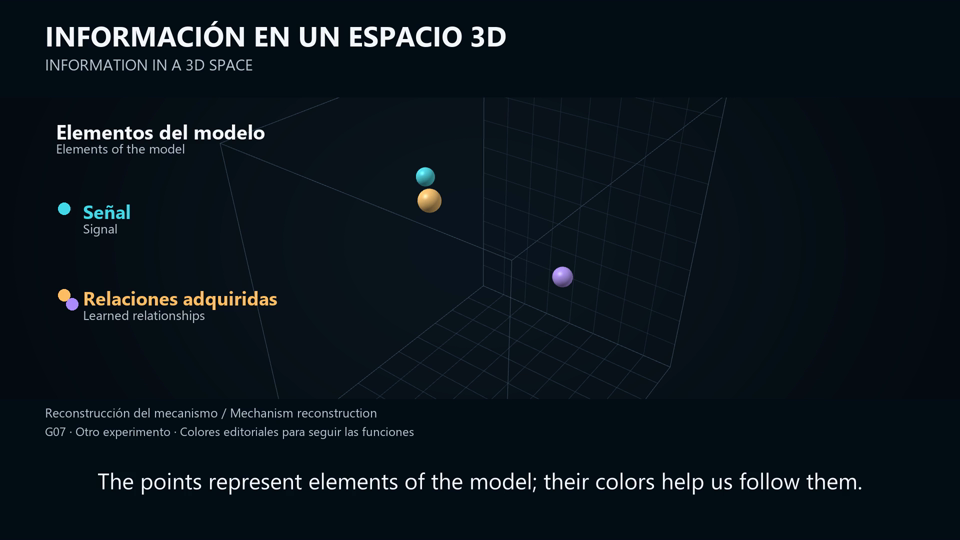 INFORMACIÓN EN UN ESPACIO 3D
INFORMATION IN A 3D SPACE
Elementos del modelo
Elements of the model
Señal
Signal
Relaciones adquiridas
Learned relationships
Reconstrucción del mecanismo / Mechanism reconstruction
G07 · Otro experimento · Colores editoriales para seguir las funciones
The points represent elements of the model; their colors help us follow them.